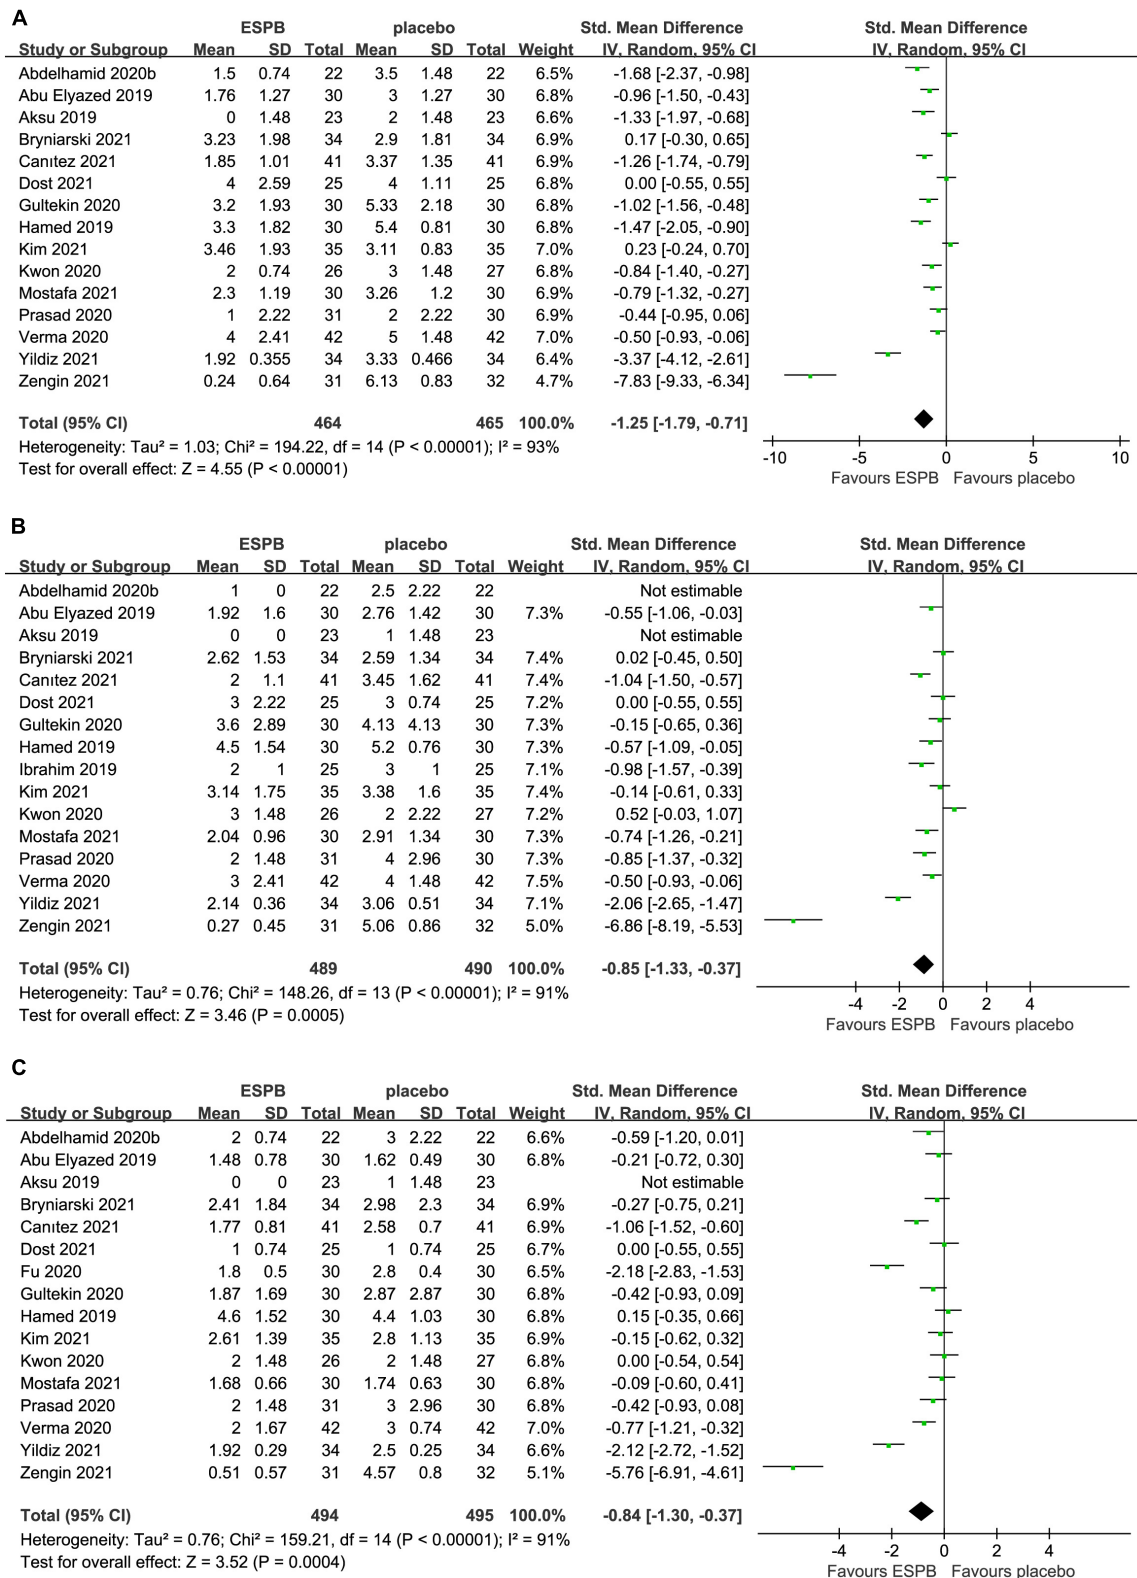 A
ESPB placebo Std. Mean Difference Std. Mean Difference
Study or Subgroup Mean SD Total Mean SD Total Weight IV, Random, 95% CI IV, Random, 95% CI
Abdelhamid 2020b 1.5 0.74 22 3.5 1.48 22 6.5% -1.68 [-2.37, -0.98]
Abu Elyazed 2019 1.76 1.27 30 3 1.27 30 6.8% -0.96 [-1.50, -0.43]
Aksu 2019 0 1.48 23 2 1.48 23 6.6% -1.33 [-1.97, -0.68]
Bryniarski 2021 3.23 1.98 34 2.9 1.81 34 6.9% 0.17 [-0.30, 0.65]
Canıtez 2021 1.85 1.01 41 3.37 1.35 41 6.9% -1.26 [-1.74, -0.79]
Dost 2021 4 2.59 25 4 1.11 25 6.8% 0.00 [-0.55, 0.55]
Gultekin 2020 3.2 1.93 30 5.33 2.18 30 6.8% -1.02 [-1.56, -0.48]
Hamed 2019 3.3 1.82 30 5.4 0.81 30 6.8% -1.47 [-2.05, -0.90]
Kim 2021 3.46 1.93 35 3.11 0.83 35 7.0% 0.23 [-0.24, 0.70]
Kwon 2020 2 0.74 26 3 1.48 27 6.8% -0.84 [-1.40, -0.27]
Mostafa 2021 2.3 1.19 30 3.26 1.2 30 6.9% -0.79 [-1.32, -0.27]
Prasad 2020 1 2.22 31 2 2.22 30 6.9% -0.44 [-0.95, 0.06]
Verma 2020 4 2.41 42 5 1.48 42 7.0% -0.50 [-0.93, -0.06]
Yildiz 2021 1.92 0.355 34 3.33 0.466 34 6.4% -3.37 [-4.12, -2.61]
Zengin 2021 0.24 0.64 31 6.13 0.83 32 4.7% -7.83 [-9.33, -6.34]
Total (95% CI) 464 465 100.0% -1.25 [-1.79, -0.71]
Heterogeneity: Tau² = 1.03; Chi² = 194.22, df = 14 (P < 0.00001); I² = 93%
Test for overall effect: Z = 4.55 (P < 0.00001)
-10 -5 0 5 10
Favours ESPB Favours placebo
B
ESPB placebo Std. Mean Difference Std. Mean Difference
Study or Subgroup Mean SD Total Mean SD Total Weight IV, Random, 95% CI IV, Random, 95% CI
Abdelhamid 2020b 1 0 22 2.5 2.22 22 Not estimable
Abu Elyazed 2019 1.92 1.6 30 2.76 1.42 30 7.3% -0.55 [-1.06, -0.03]
Aksu 2019 0 0 23 1 1.48 23 Not estimable
Bryniarski 2021 2.62 1.53 34 2.59 1.34 34 7.4% 0.02 [-0.45, 0.50]
Canıtez 2021 2 1.1 41 3.45 1.62 41 7.4% -1.04 [-1.50, -0.57]
Dost 2021 3 2.22 25 3 0.74 25 7.2% 0.00 [-0.55, 0.55]
Gultekin 2020 3.6 2.89 30 4.13 4.13 30 7.3% -0.15 [-0.65, 0.36]
Hamed 2019 4.5 1.54 30 5.2 0.76 30 7.3% -0.57 [-1.09, -0.05]
Ibrahim 2019 2 1 25 3 1 25 7.1% -0.98 [-1.57, -0.39]
Kim 2021 3.14 1.75 35 3.38 1.6 35 7.4% -0.14 [-0.61, 0.33]
Kwon 2020 3 1.48 26 2 2.22 27 7.2% 0.52 [-0.03, 1.07]
Mostafa 2021 2.04 0.96 30 2.91 1.34 30 7.3% -0.74 [-1.26, -0.21]
Prasad 2020 2 1.48 31 4 2.96 30 7.3% -0.85 [-1.37, -0.32]
Verma 2020 3 2.41 42 4 1.48 42 7.5% -0.50 [-0.93, -0.06]
Yildiz 2021 2.14 0.36 34 3.06 0.51 34 7.1% -2.06 [-2.65, -1.47]
Zengin 2021 0.27 0.45 31 5.06 0.86 32 5.0% -6.86 [-8.19, -5.53]
Total (95% CI) 489 490 100.0% -0.85 [-1.33, -0.37]
Heterogeneity: Tau² = 0.76; Chi² = 148.26, df = 13 (P < 0.00001); I² = 91%
Test for overall effect: Z = 3.46 (P = 0.0005)
-4 -2 0 2 4
Favours ESPB Favours placebo
C
ESPB placebo Std. Mean Difference Std. Mean Difference
Study or Subgroup Mean SD Total Mean SD Total Weight IV, Random, 95% CI IV, Random, 95% CI
Abdelhamid 2020b 2 0.74 22 3 2.22 22 6.6% -0.59 [-1.20, 0.01]
Abu Elyazed 2019 1.48 0.78 30 1.62 0.49 30 6.8% -0.21 [-0.72, 0.30]
Aksu 2019 0 0 23 1 1.48 23 Not estimable
Bryniarski 2021 2.41 1.84 34 2.98 2.3 34 6.9% -0.27 [-0.75, 0.21]
Canıtez 2021 1.77 0.81 41 2.58 0.7 41 6.9% -1.06 [-1.52, -0.60]
Dost 2021 1 0.74 25 1 0.74 25 6.7% 0.00 [-0.55, 0.55]
Fu 2020 1.8 0.5 30 2.8 0.4 30 6.5% -2.18 [-2.83, -1.53]
Gultekin 2020 1.87 1.69 30 2.87 2.87 30 6.8% -0.42 [-0.93, 0.09]
Hamed 2019 4.6 1.52 30 4.4 1.03 30 6.8% 0.15 [-0.35, 0.66]
Kim 2021 2.61 1.39 35 2.8 1.13 35 6.9% -0.15 [-0.62, 0.32]
Kwon 2020 2 1.48 26 2 1.48 27 6.8% 0.00 [-0.54, 0.54]
Mostafa 2021 1.68 0.66 30 1.74 0.63 30 6.8% -0.09 [-0.60, 0.41]
Prasad 2020 2 1.48 31 3 2.96 30 6.8% -0.42 [-0.93, 0.08]
Verma 2020 2 1.67 42 3 0.74 42 7.0% -0.77 [-1.21, -0.32]
Yildiz 2021 1.92 0.29 34 2.5 0.25 34 6.6% -2.12 [-2.72, -1.52]
Zengin 2021 0.51 0.57 31 4.57 0.8 32 5.1% -5.76 [-6.91, -4.61]
Total (95% CI) 494 495 100.0% -0.84 [-1.30, -0.37]
Heterogeneity: Tau² = 0.76; Chi² = 159.21, df = 14 (P < 0.00001); I² = 91%
Test for overall effect: Z = 3.52 (P = 0.0004)
-4 -2 0 2 4
Favours ESPB Favours placebo